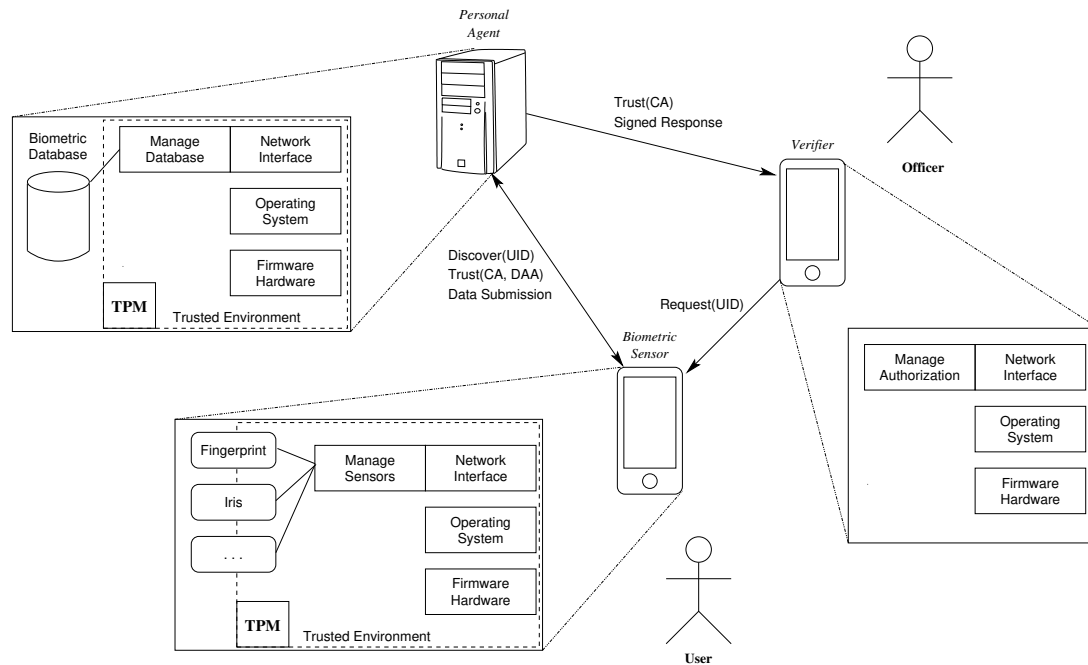 Personal
Agent
Trust(CA)
Signed Response
Verifier
Officer
Biometric
Database
Manage
Database
Network
Interface
Operating
System
Firmware
Hardware
TPM
Trusted Environment
Discover(UID)
Trust(CA, DAA)
Data Submission
Request(UID)
Biometric
Sensor
Manage
Authorization
Network
Interface
Operating
System
Firmware
Hardware
Fingerprint
Iris
. . .
Manage
Sensors
Network
Interface
Operating
System
Firmware
Hardware
TPM
Trusted Environment
User